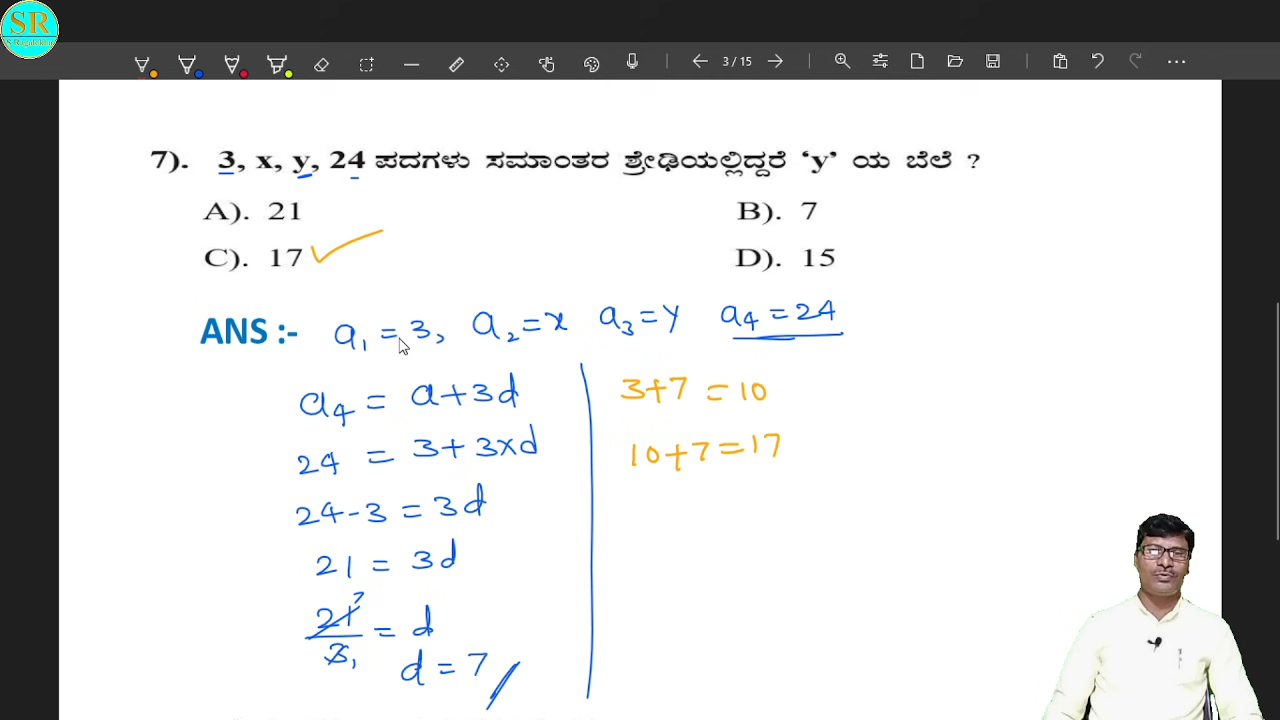 SR
3 / 15
7). 3, x, y, 24 ಪದಗಳು ಸಮಾಂತರ ಶ್ರೇಢಿಯಲ್ಲಿದ್ದರೆ ‘y’ ಯ ಬೆಲೆ ?
A). 21 B). 7
C). 17 D). 15
ANS :- a₁ = 3, a₂ = x a₃ = y a₄ = 24
a₄ = a + 3d
24 = 3 + 3×d
24 - 3 = 3d
21 = 3d
21/3 = d
d = 7
3+7 = 10
10+7 = 17